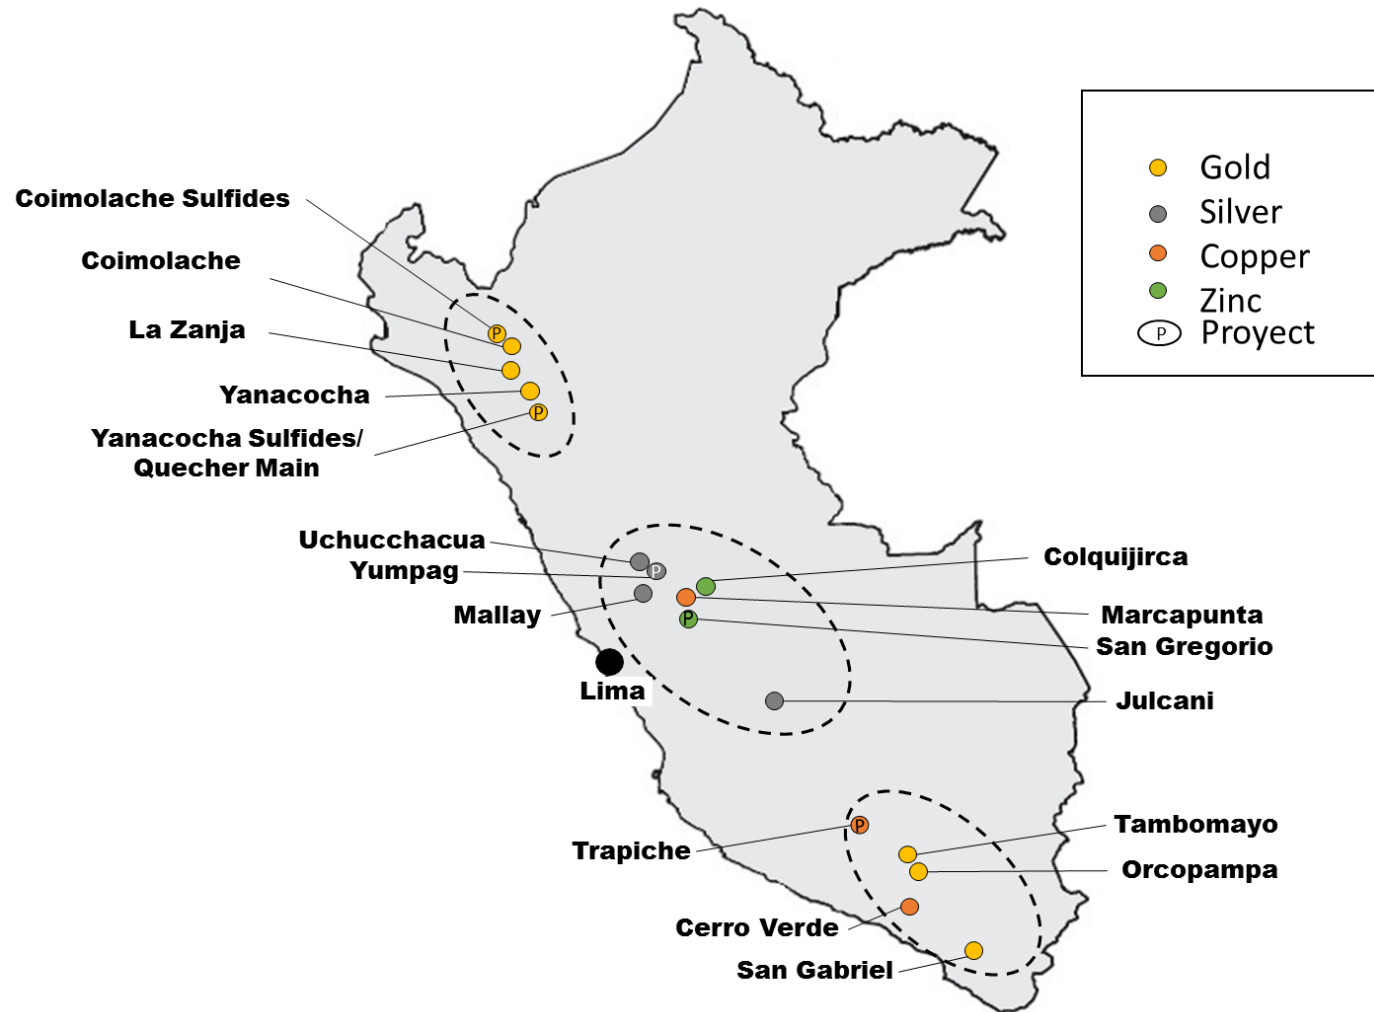 Gold
Silver
Copper
Zinc
P Proyect
Coimolache Sulfides
Coimolache
La Zanja
Yanacocha
Yanacocha Sulfides/
Quecher Main
P
P
Uchucchacua
Yumpag
Mallay
P
P
Lima
Colquijirca
Marcapunta
San Gregorio
Julcani
Trapiche
P
Tambomayo
Orcopampa
Cerro Verde
San Gabriel